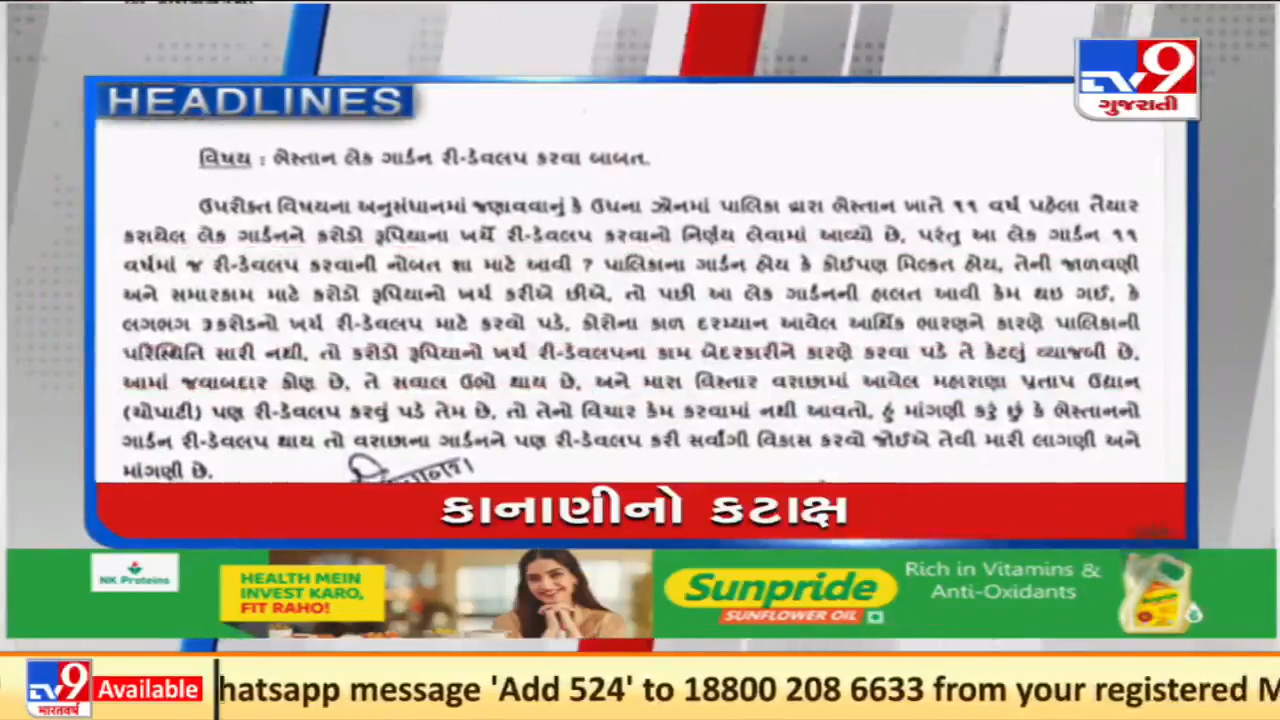 HEADLINES
TV9
ગુજરાતી
વિષય : ભેસ્તાન લેક ગાર્ડન રી-ડેવલપ કરવા બાબત.
ઉપરીક્ત વિષયના અનુસંધાનમાં જણાવવાનું કે ઉધના ઝોનમાં પાલિકા દ્વારા ભેસ્તાન ખાતે ૧૧ વર્ષ પહેલા તૈયાર
કરાયેલ લેક ગાર્ડનને કરોડો રૂપિયાના ખર્ચે રી-ડેવલપ કરવાનો નિર્ણય લેવામાં આવ્યો છે, પરંતુ આ લેક ગાર્ડન ૧૧
વર્ષમાં જ રી-ડેવલપ કરવાની નોબત શા માટે આવી ? પાલિકાના ગાર્ડન હોય કે કોઈપણ મિલ્કત હોય, તેની જાળવણી
અને સમારકામ માટે કરોડો રૂપિયાનો ખર્ચ કરીએ છીએ, તો પછી આ લેક ગાર્ડનની હાલત આવી કેમ થઇ ગઈ, કે
લગભગ ૩કરોડનો ખર્ચ રી-ડેવલપ માટે કરવો પડે. કોરોના કાળ દરમ્યાન આવેલ આર્થિક ભારણને કારણે પાલિકાની
પરિસ્થિતિ સારી નથી, તો કરોડો રૂપિયાનો ખર્ચ રી-ડેવલપના કામ બેદરકારીને કારણે કરવા પડે તે કેટલું વ્યાજબી છે,
આમાં જવાબદાર કોણ છે, તે સવાલ ઉભો થાય છે, અને મારા વિસ્તાર વરાછામાં આવેલ મહારાણા પ્રતાપ ઉદ્યાન
(ચોપાટી) પણ રી-ડેવલપ કરવું પડે તેમ છે, તો તેનો વિચાર કેમ કરવામાં નથી આવતો, હું માંગણી કરું છું કે ભેસ્તાનનો
ગાર્ડન રી-ડેવલપ થાય તો વરાછાના ગાર્ડનને પણ રી-ડેવલપ કરી સર્વાંગી વિકાસ કરવો જોઈએ તેવી મારી લાગણી અને
માંગણી છે.
કાનાણીનો કટાક્ષ
NK Proteins
HEALTH MEIN
INVEST KARO,
FIT RAHO!
Sunpride
SUNFLOWER OIL
Rich in Vitamins &
Anti-Oxidants
TV9
भारतवर्ष
Available
hatsapp message 'Add 524' to 18800 208 6633 from your registered M